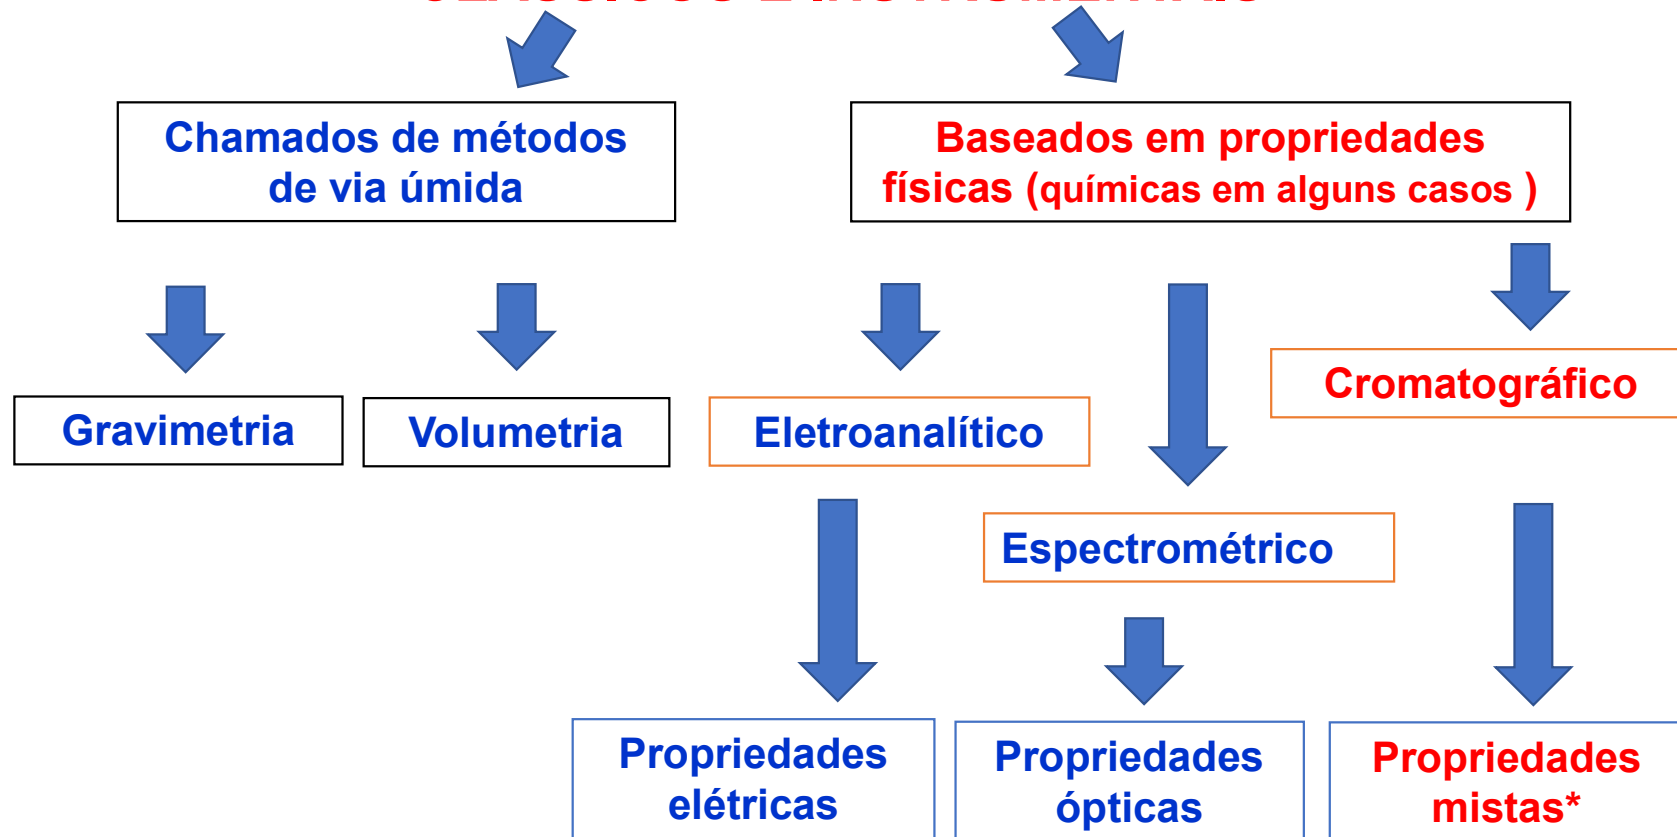 Chamados de métodos
de via úmida
Baseados em propriedades
físicas (químicas em alguns casos )
Gravimetria
Volumetria
Eletroanalítico
Cromatográfico
Espectrométrico
Propriedades
elétricas
Propriedades
ópticas
Propriedades
mistas*